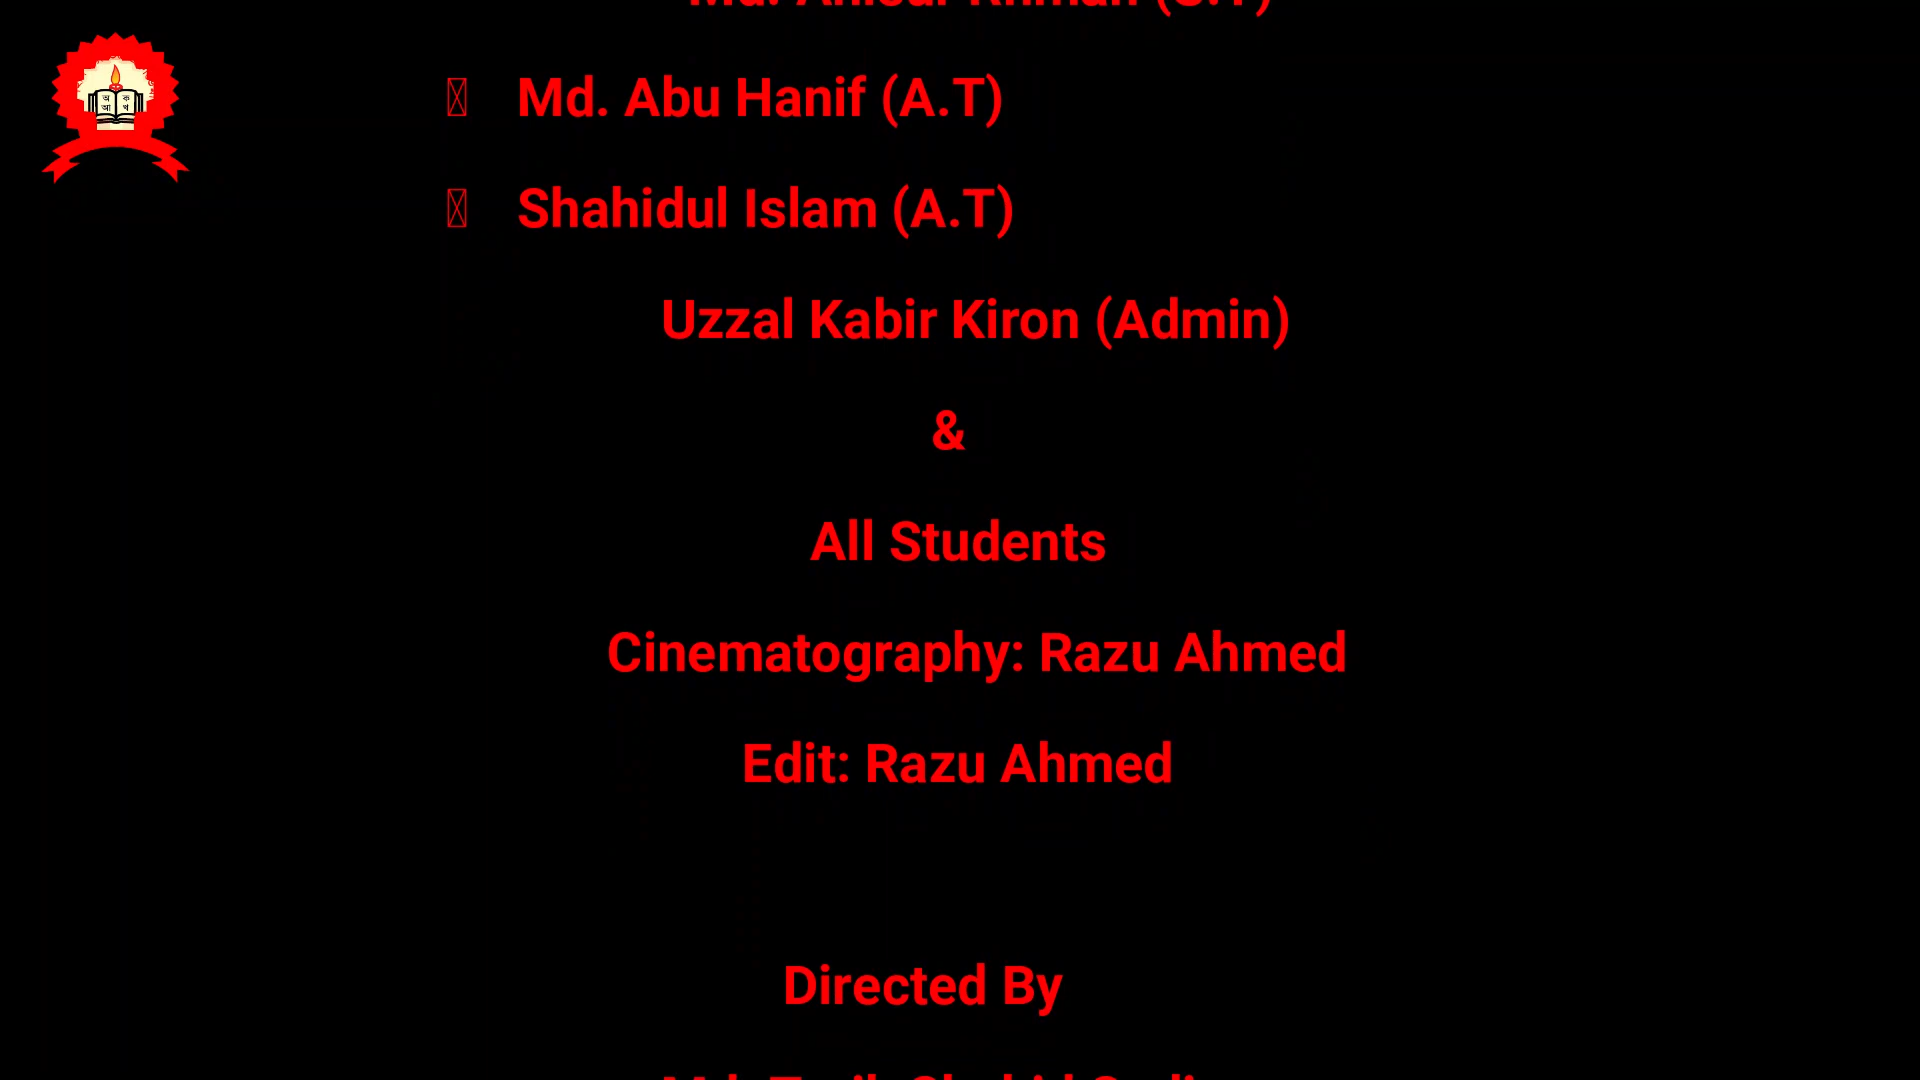 অ ক
আ খ
Md. Abu Hanif (A.T)
Shahidul Islam (A.T)
Uzzal Kabir Kiron (Admin)
&
All Students
Cinematography: Razu Ahmed
Edit: Razu Ahmed
Directed By